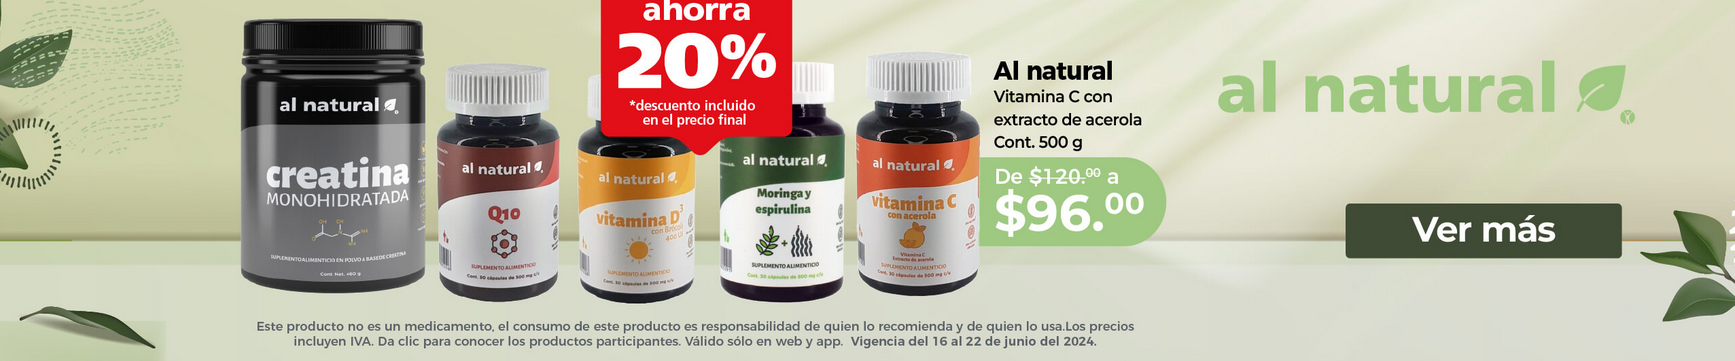 ahorra
20%
*descuento incluido
en el precio final
al natural
creatina
MONOHIDRATADA
SUPLEMENTO ALIMENTICIO EN POLVO A BASE DE CREATINA
Cont. Net. 450 g
al natural
Q10
SUPLEMENTO ALIMENTICIO
Cont. 30 cápsulas de 500 mg c/u
al natural
vitamina D3
con Brócoli
400 UI
SUPLEMENTO ALIMENTICIO
Cont. 30 cápsulas de 500 mg c/u
al natural
Moringa y
espirulina
SUPLEMENTO ALIMENTICIO
Cont. 30 cápsulas de 500 mg c/u
al natural
vitamina C
con acerola
Vitamina C
Extracto de acerola
SUPLEMENTO ALIMENTICIO
Cont. 30 cápsulas de 500 mg c/u
Al natural
Vitamina C con
extracto de acerola
Cont. 500 g
De $120.00 a
$96.00
al natural
Ver más
Este producto no es un medicamento, el consumo de este producto es responsabilidad de quien lo recomienda y de quien lo usa.Los precios
incluyen IVA. Da clic para conocer los productos participantes. Válido sólo en web y app. Vigencia del 16 al 22 de junio del 2024.